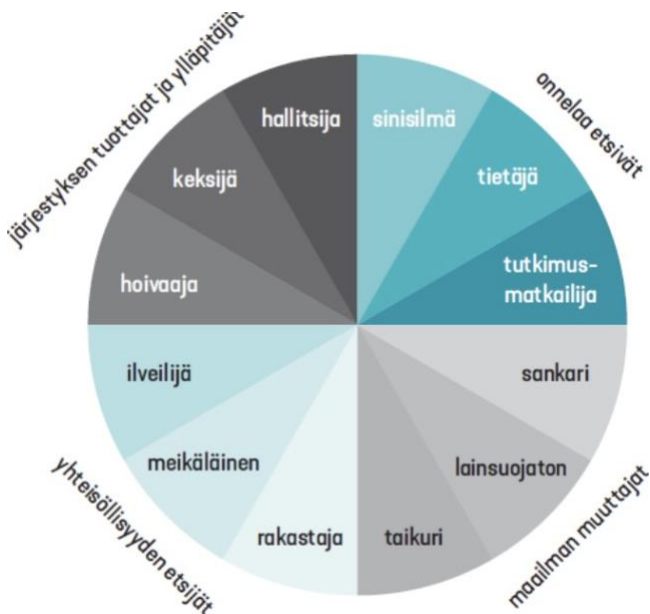 järjestyksen tuottajat ja ylläpitäjät
onnelaa etsivät
hallitsija
sinisilmä
keksijä
tietäjä
hoivaaja
tutkimus-
matkailija
ilveilijä
sankari
meikäläinen
lainsuojaton
rakastaja
taikuri
yhteisöllisyyden etsijät
maailman muuttajat